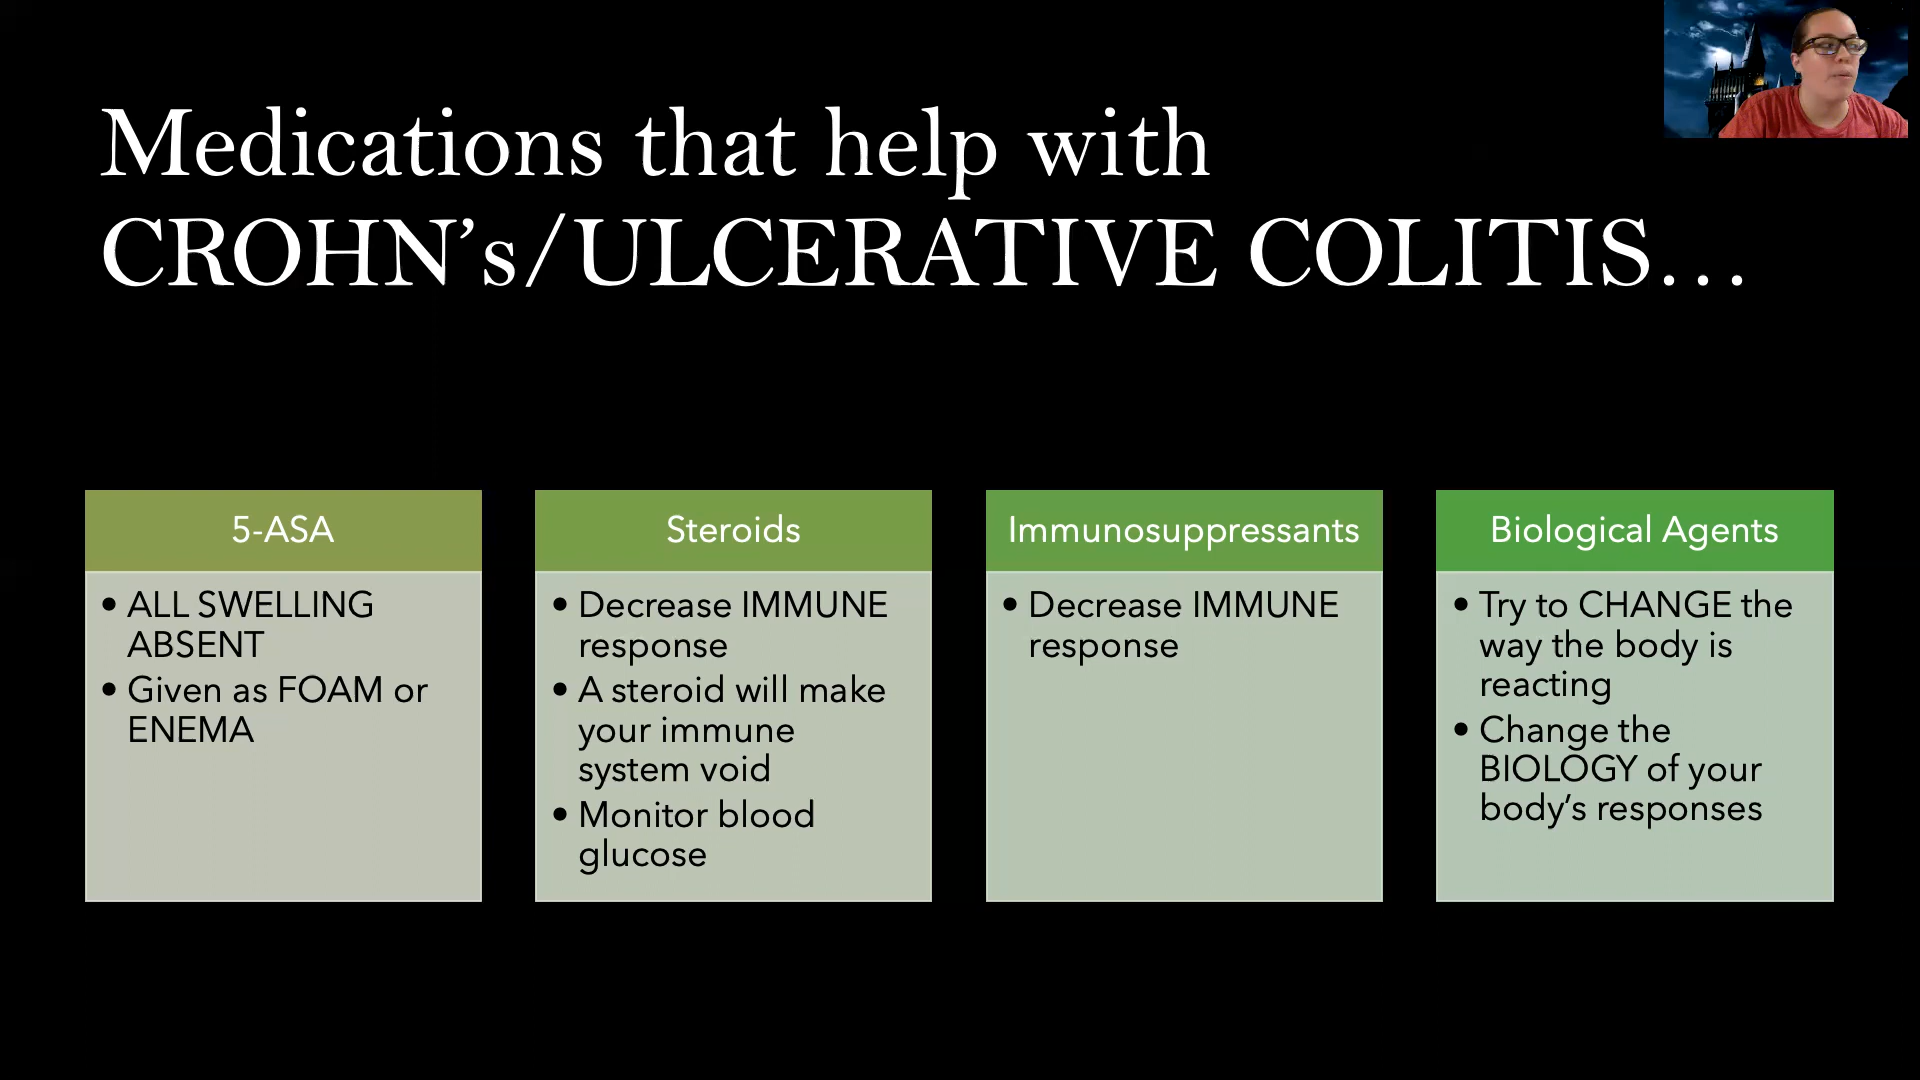 Medications that help with
CROHN’s/ULCERATIVE COLITIS…
5-ASA
• ALL SWELLING
ABSENT
• Given as FOAM or
ENEMA
Steroids
• Decrease IMMUNE
response
• A steroid will make
your immune
system void
• Monitor blood
glucose
Immunosuppressants
• Decrease IMMUNE
response
Biological Agents
• Try to CHANGE the
way the body is
reacting
• Change the
BIOLOGY of your
body’s responses